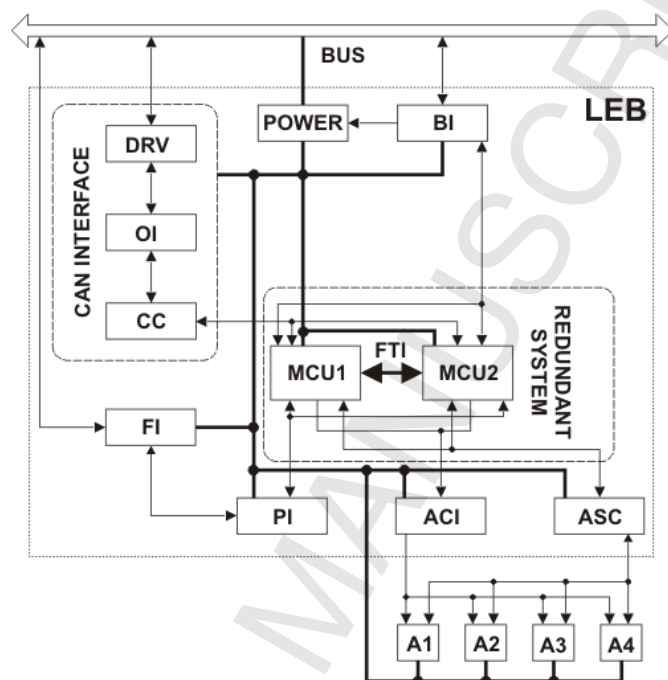 BUS
LEB
POWER
BI
DRV
OI
CC
CAN INTERFACE
REDUNDANT
SYSTEM
FTI
MCU1
MCU2
FI
PI
ACI
ASC
A1
A2
A3
A4
MANUSCRI